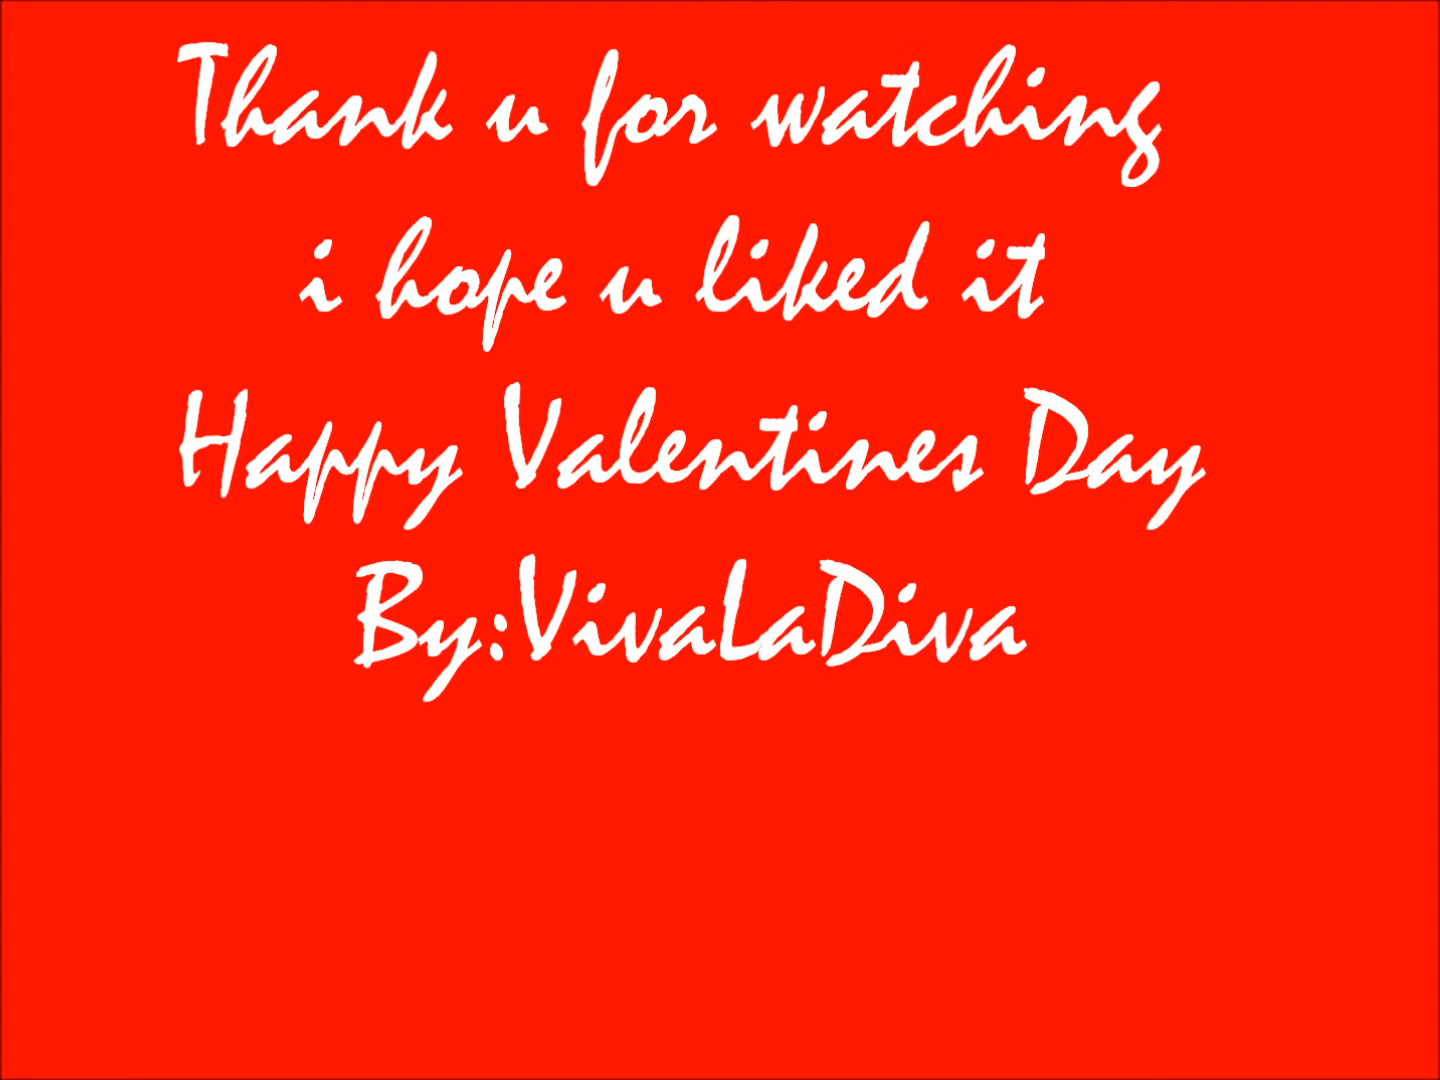 Thank u for watching
i hope u liked it
Happy Valentines Day
By:VivaLaDiva